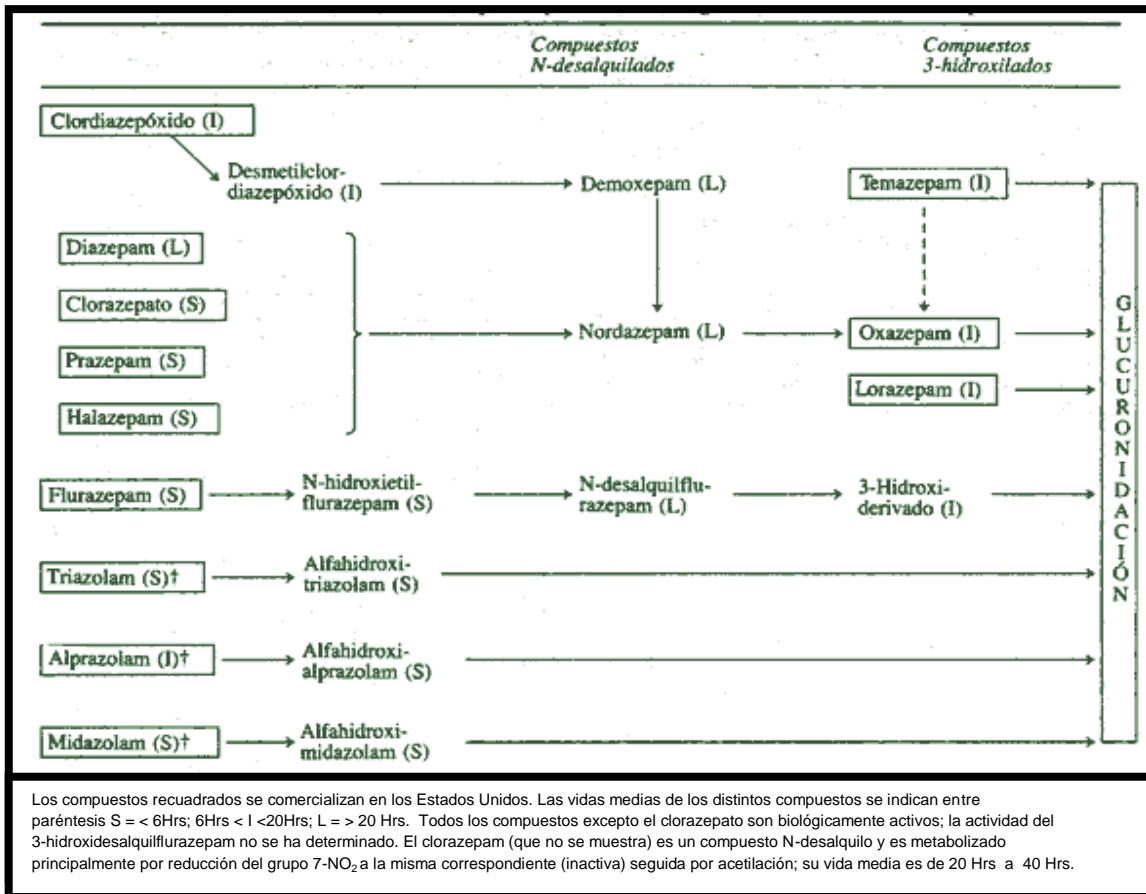 Compuestos
N-desalquilados
Compuestos
3-hidroxilados
Clordiazepóxido (I)
Desmetilclor-
diazepóxido (I)
Demoxepam (L)
Temazepam (I)
Diazepam (L)
Clorazepato (S)
Prazepam (S)
Halazepam (S)
Nordazepam (L)
Oxazepam (I)
Lorazepam (I)
Flurazepam (S)
N-hidroxietil-
flurazepam (S)
N-desalquilflu-
razepam (L)
3-Hidroxi-
derivado (I)
Triazolam (S)†
Alfahidroxi-
triazolam (S)
Alprazolam (I)†
Alfahidroxi-
alprazolam (S)
Midazolam (S)†
Alfahidroxi-
midazolam (S)
GLUCURONIDACIÓN
Los compuestos recuadrados se comercializan en los Estados Unidos. Las vidas medias de los distintos compuestos se indican entre
paréntesis S = < 6Hrs; 6Hrs < I <20Hrs; L = > 20 Hrs. Todos los compuestos excepto el clorazepato son biológicamente activos; la actividad del
3-hidroxidesalquilflurazepam no se ha determinado. El clorazepam (que no se muestra) es un compuesto N-desalquilo y es metabolizado
principalmente por reducción del grupo 7-NO2 a la misma correspondiente (inactiva) seguida por acetilación; su vida media es de 20 Hrs a 40 Hrs.